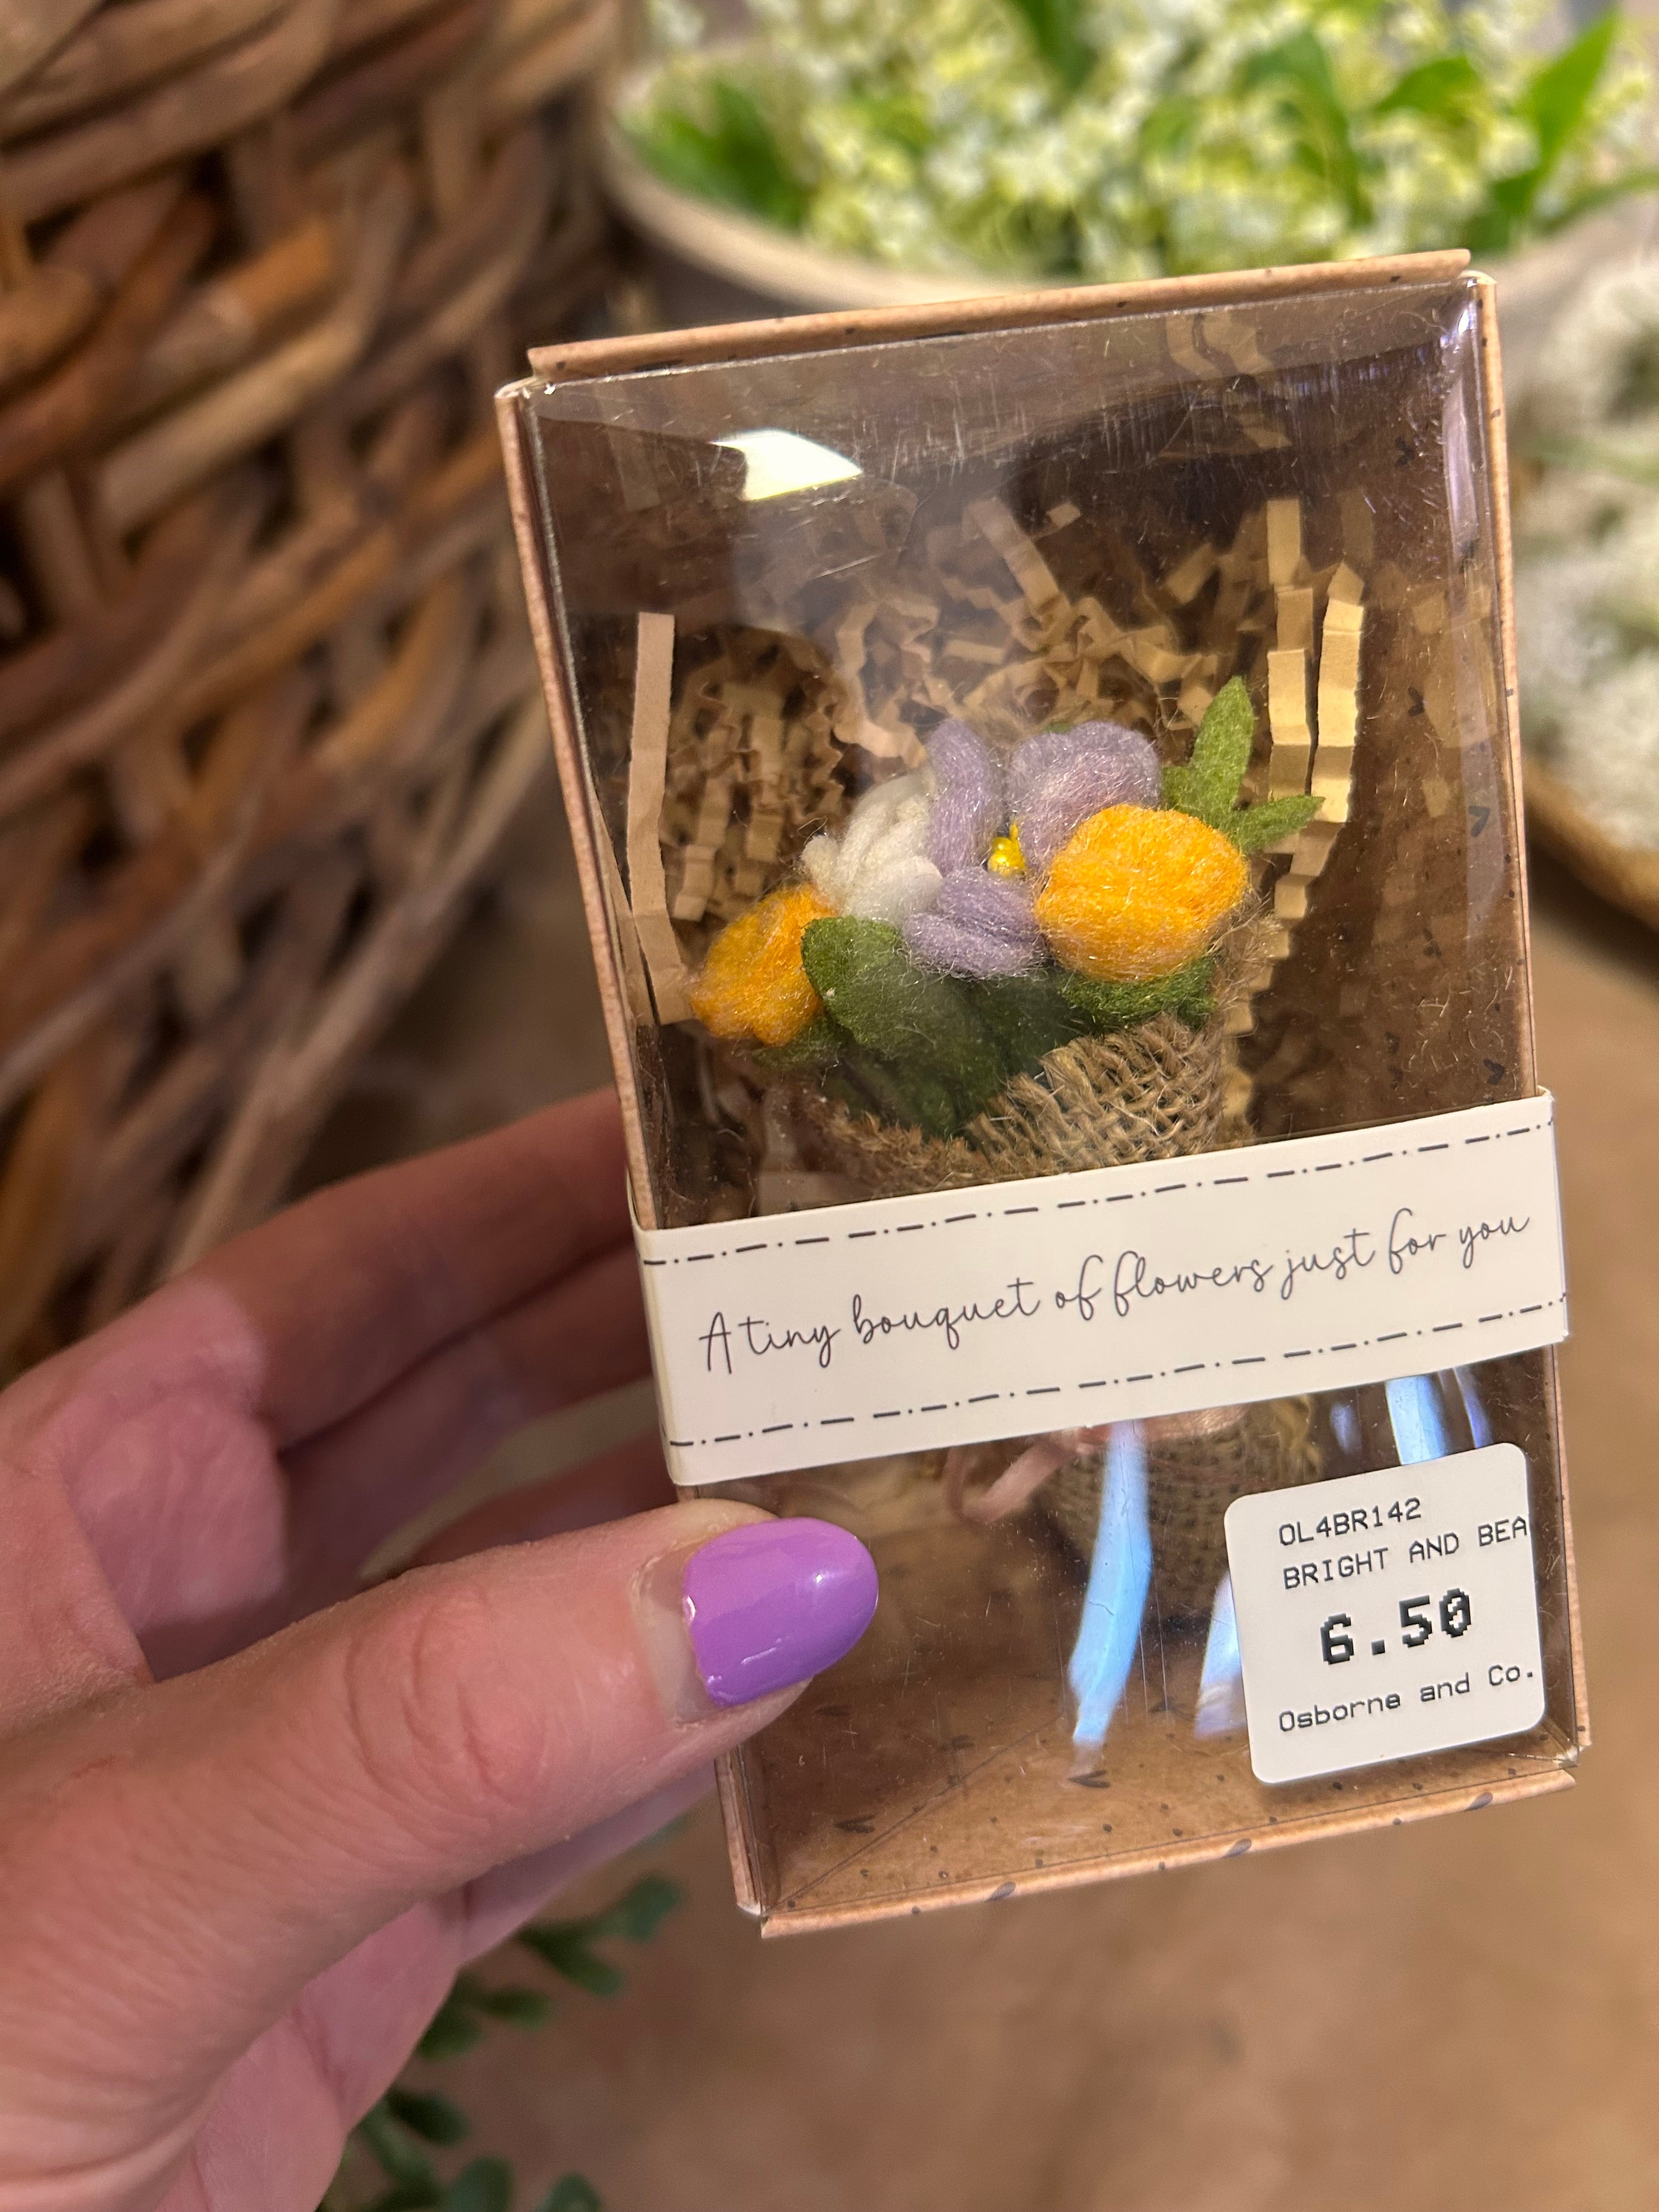 A tiny bouquet of flowers just for you
OL4BR142
BRIGHT AND BEA
6.50
Osborne and Co.